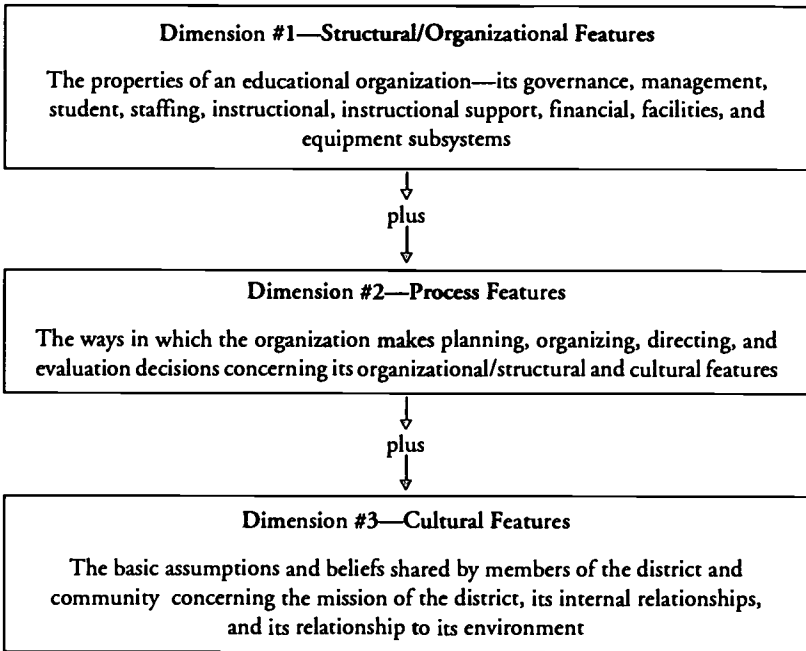 Dimension #1—Structural/Organizational Features
The properties of an educational organization—its governance, management,
student, staffing, instructional, instructional support, financial, facilities, and
equipment subsystems
plus
Dimension #2—Process Features
The ways in which the organization makes planning, organizing, directing, and
evaluation decisions concerning its organizational/structural and cultural features
plus
Dimension #3—Cultural Features
The basic assumptions and beliefs shared by members of the district and
community concerning the mission of the district, its internal relationships,
and its relationship to its environment